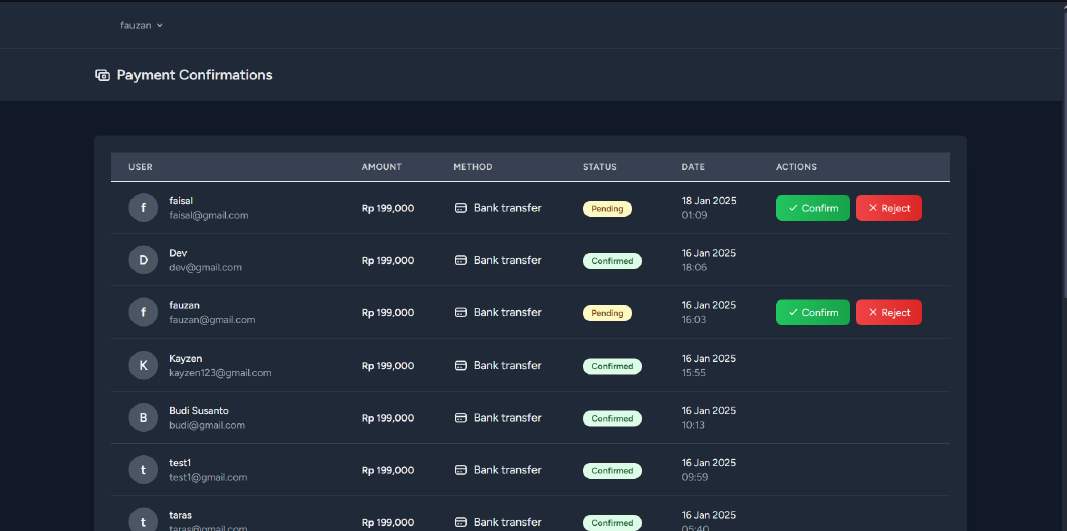 fauzan
Payment Confirmations
USER AMOUNT METHOD STATUS DATE ACTIONS
f faisal Rp 199,000 Bank transfer Pending 18 Jan 2025 Confirm Reject
faisal@gmail.com 01:09
D Dev Rp 199,000 Bank transfer Confirmed 16 Jan 2025
dev@gmail.com 18:06
f fauzan Rp 199,000 Bank transfer Pending 16 Jan 2025 Confirm Reject
fauzan@gmail.com 16:03
K Kayzen Rp 199,000 Bank transfer Confirmed 16 Jan 2025
kayzen123@gmail.com 15:55
B Budi Susanto Rp 199,000 Bank transfer Confirmed 16 Jan 2025
budi@gmail.com 10:13
t test1 Rp 199,000 Bank transfer Confirmed 16 Jan 2025
test1@gmail.com 09:59
t taras Rp 199,000 Bank transfer Confirmed 16 Jan 2025
taras@gmail.com 05:40